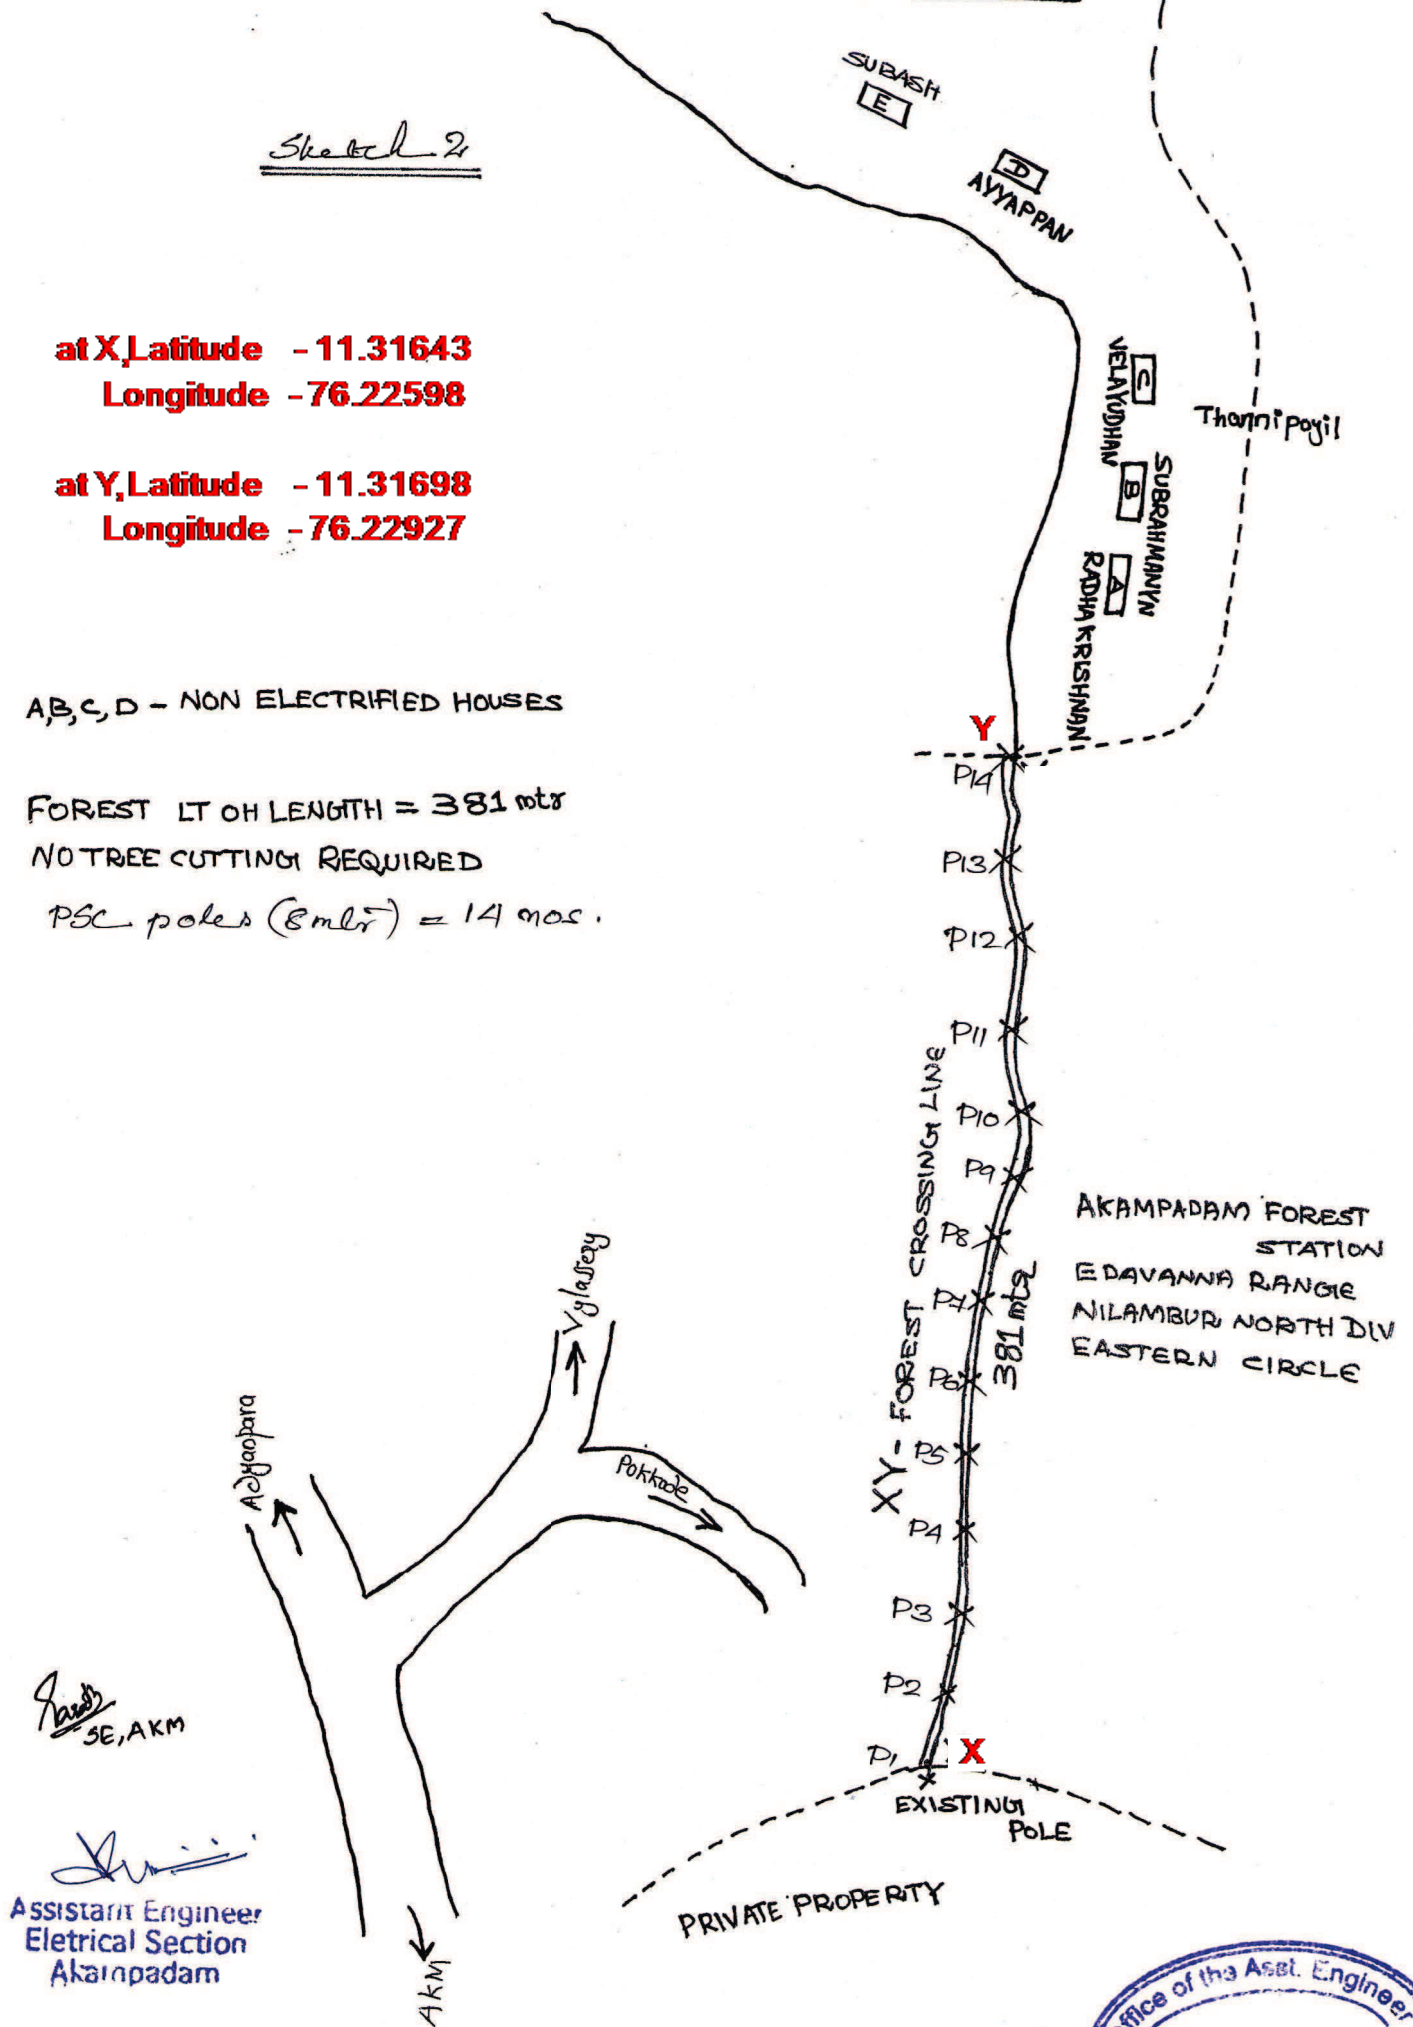 Sketch 2
SUBASH
E
D
AYYAPPAN
at X,Latitude - 11.31643
Longitude - 76.22598
at Y,Latitude - 11.31698
Longitude - 76.22927
C
VELAYUDHAN
Thannipoyil
B
SUBRAHMANYN
A
RADHAKRISHNAN
A,B,C,D - NON ELECTRIFIED HOUSES
FOREST LT OH LENGTH = 381 mtr
NO TREE CUTTING REQUIRED
PSC poles (8mtr) = 14 nos.
Y
P14
P13
P12
P11
P10
P9
P8
P7
P6
P5
P4
P3
P2
P1
X
XY- FOREST CROSSING LINE
381 mts
AKAMPADAM FOREST
STATION
EDAVANNA RANGE
NILAMBUR NORTH DIV
EASTERN CIRCLE
Vylassery
Adyanpara
Pokkode
AKM
EXISTING
POLE
PRIVATE PROPERTY
SE, AKM
Assistant Engineer
Eletrical Section
Akampadam
ffice of the Asst. Engineer